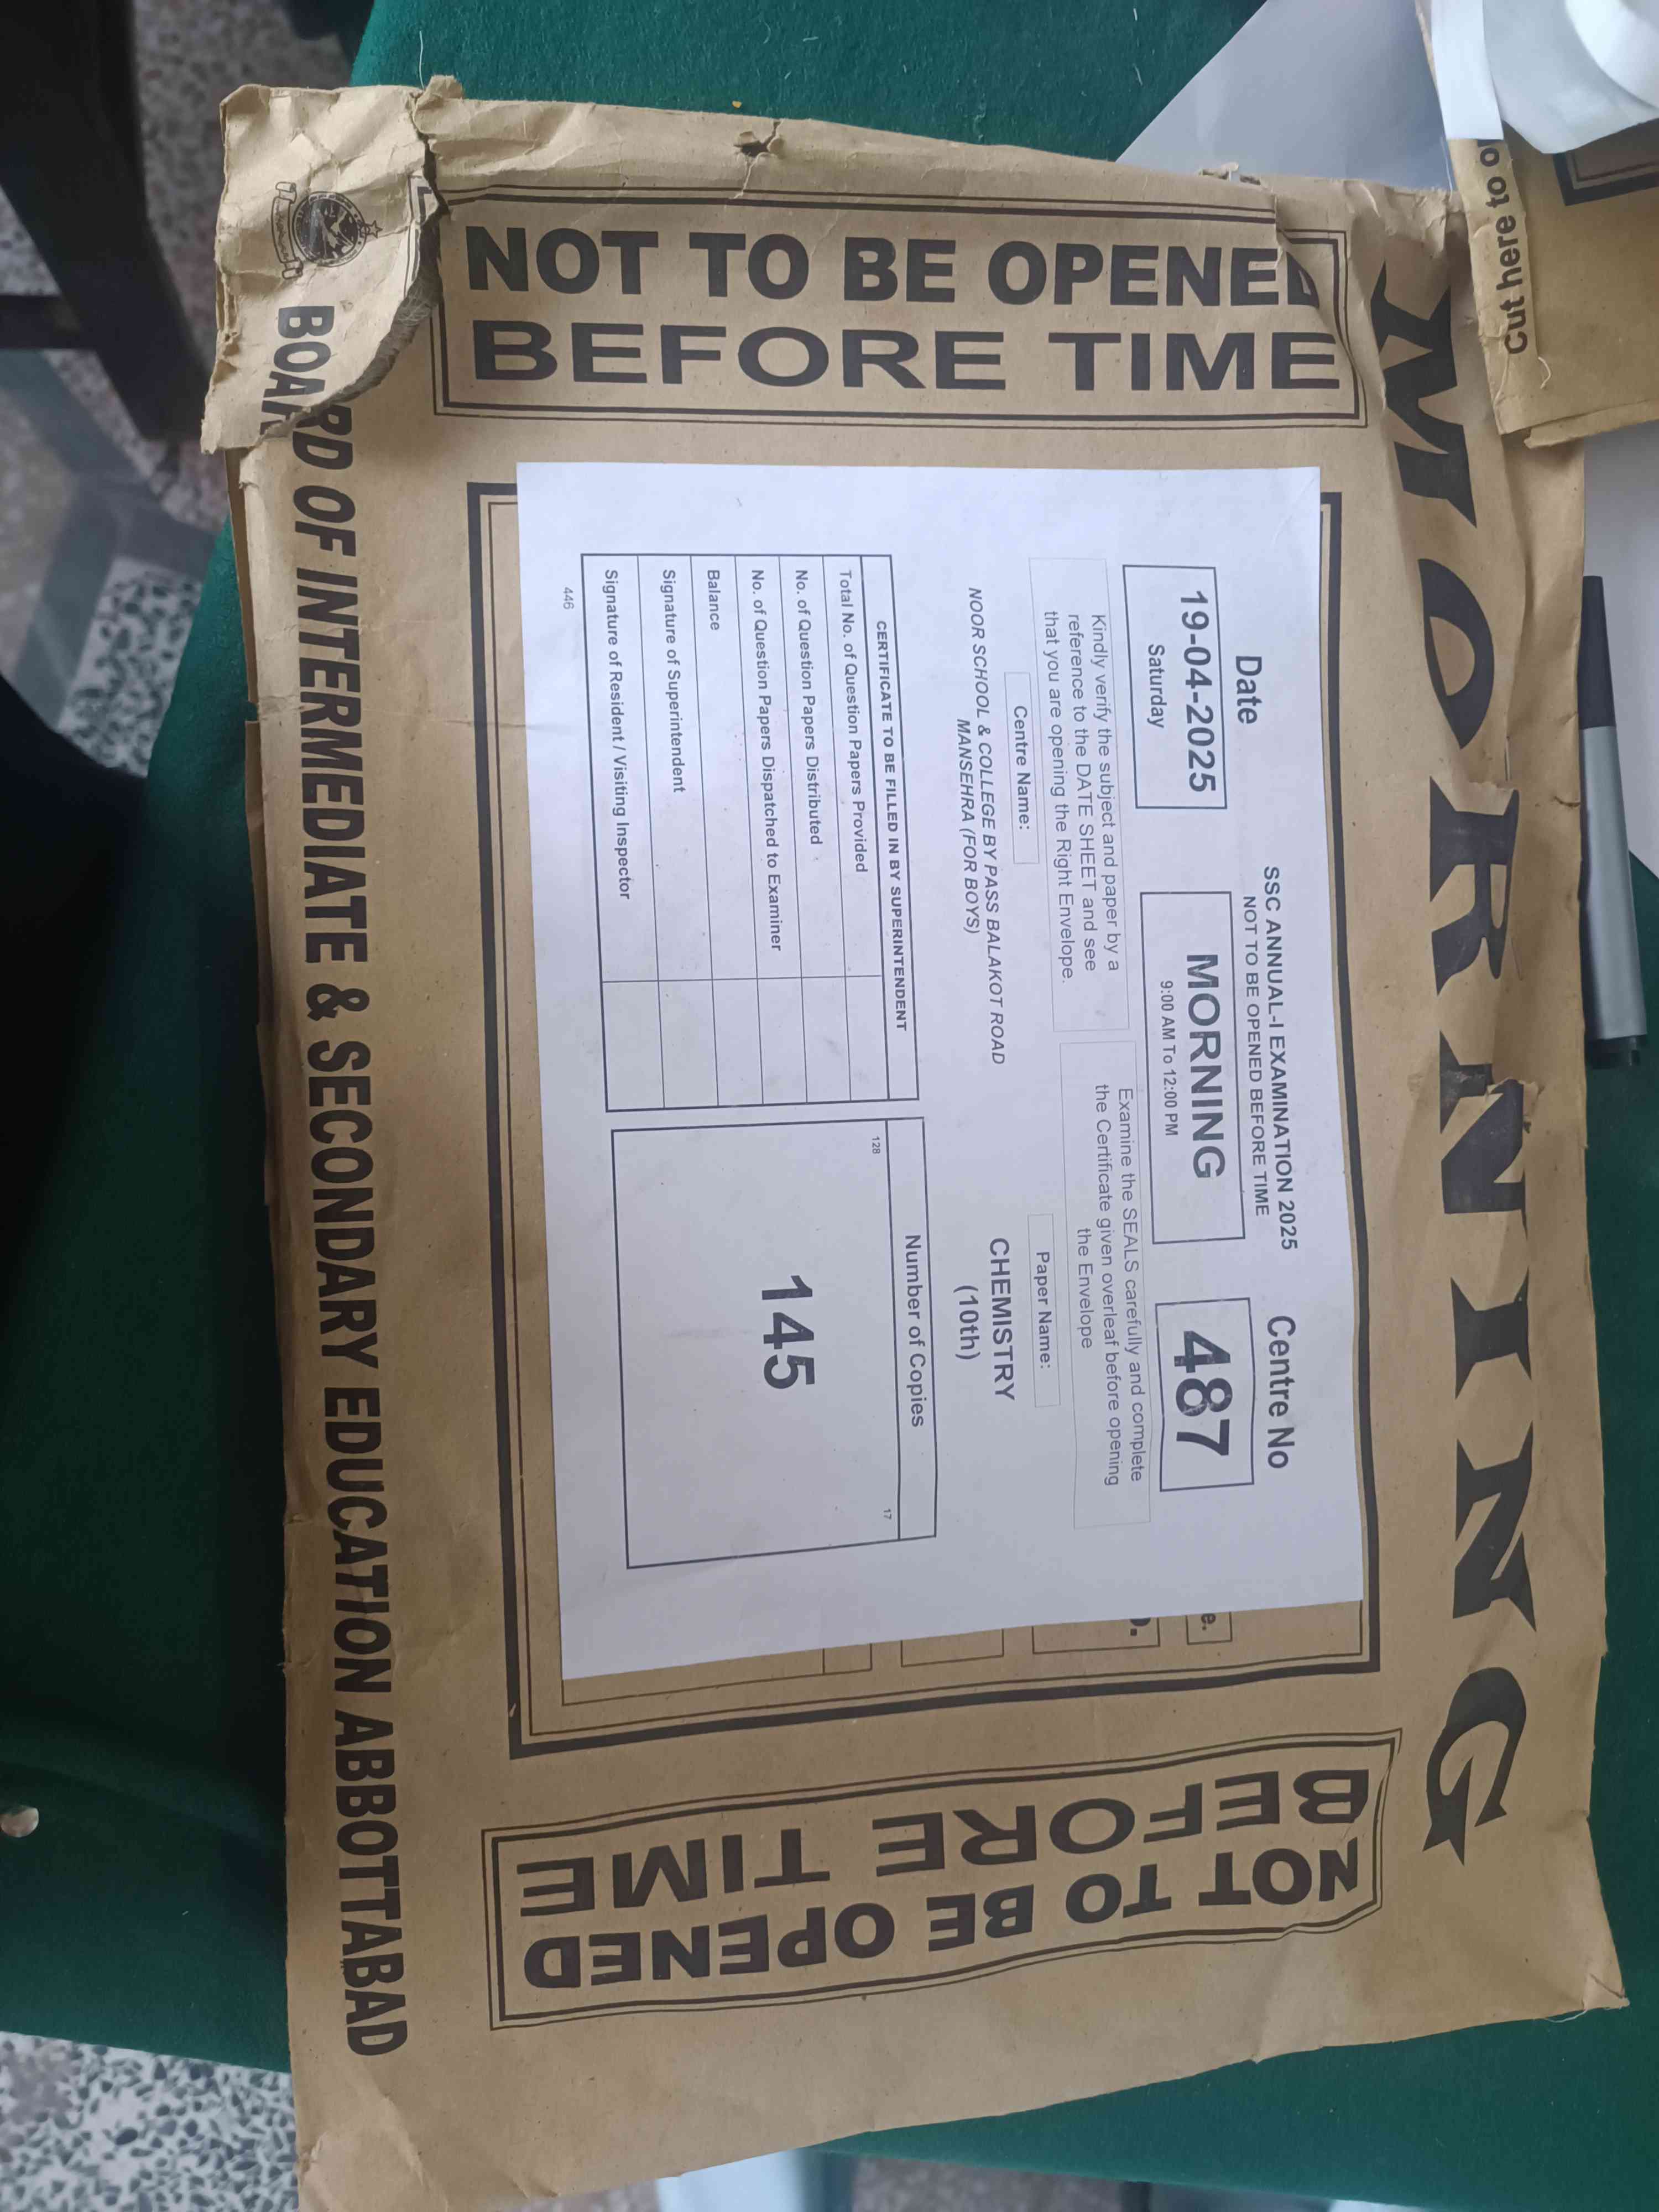 MORNING
Cut here to o
NOT TO BE OPENED
BEFORE TIME
SSC ANNUAL-I EXAMINATION 2025
NOT TO BE OPENED BEFORE TIME
Date
Centre No
19-04-2025
Saturday
MORNING
9:00 AM To 12:00 PM
487
Kindly verify the subject and paper by a
reference to the DATE SHEET and see
that you are opening the Right Envelope.
Examine the SEALS carefully and complete
the Certificate given overleaf before opening
the Envelope
Centre Name:
Paper Name:
NOOR SCHOOL & COLLEGE BY PASS BALAKOT ROAD
MANSEHRA (FOR BOYS)
CHEMISTRY
(10th)
CERTIFICATE TO BE FILLED IN BY SUPERINTENDENT
Total No. of Question Papers Provided
No. of Question Papers Distributed
No. of Question Papers Dispatched to Examiner
Balance
Signature of Superintendent
Signature of Resident / Visiting Inspector
446
Number of Copies
128
17
145
e.
NOT TO BE OPENED
BEFORE TIME
BOARD OF INTERMEDIATE & SECONDARY EDUCATION ABBOTTABAD